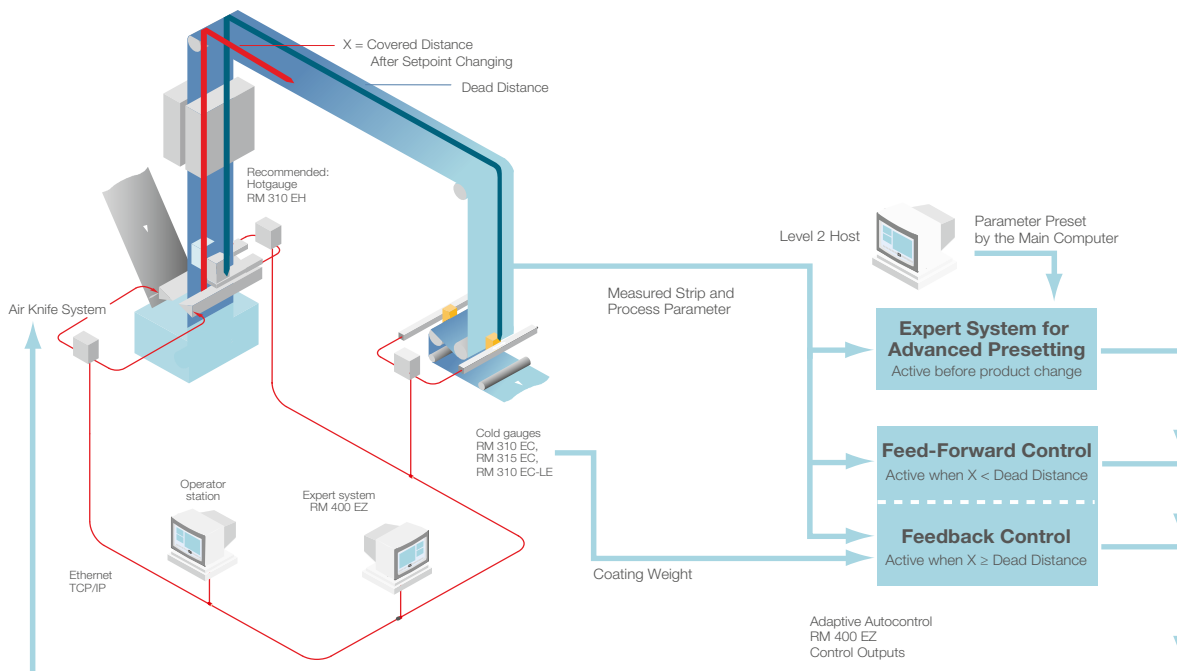 X = Covered Distance
After Setpoint Changing
Dead Distance
Recommended:
Hotgauge
RM 310 EH
Level 2 Host
Parameter Preset
by the Main Computer
Air Knife System
Measured Strip and
Process Parameter
Expert System for
Advanced Presetting
Active before product change
Cold gauges
RM 310 EC,
RM 315 EC,
RM 310 EC-LE
Feed-Forward Control
Active when X < Dead Distance
Operator
station
Expert system
RM 400 EZ
Feedback Control
Active when X ≥ Dead Distance
Ethernet
TCP/IP
Coating Weight
Adaptive Autocontrol
RM 400 EZ
Control Outputs